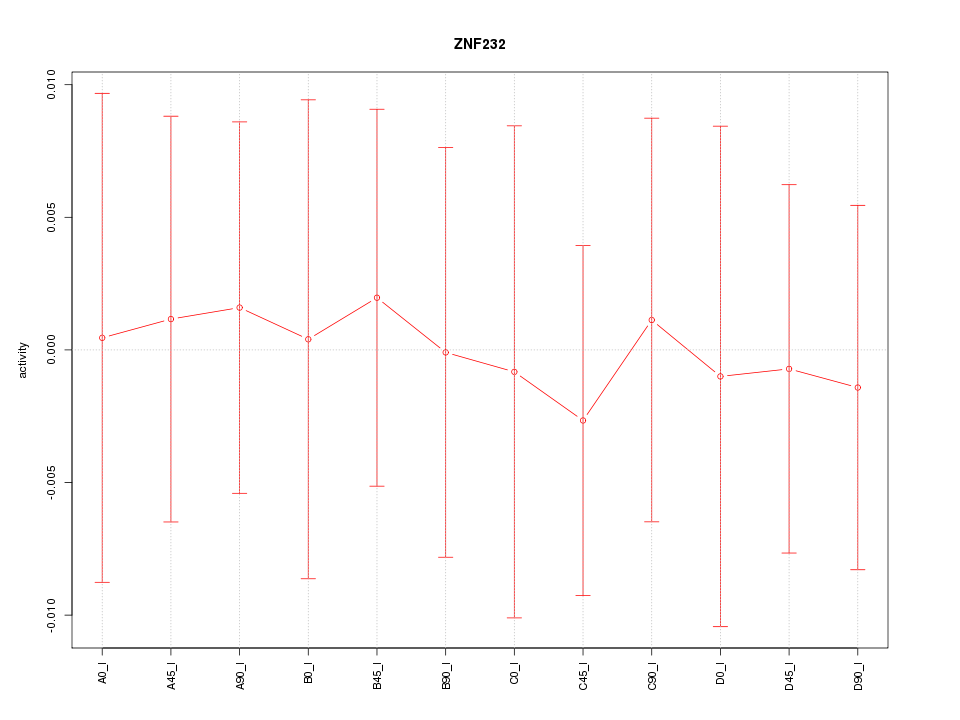 ZNF232
activity
0.010
0.005
0.000
-0.005
-0.010
A0_I
A45_I
A90_I
B0_I
B45_I
B90_I
C0_I
C45_I
C90_I
D0_I
D45_I
D90_I